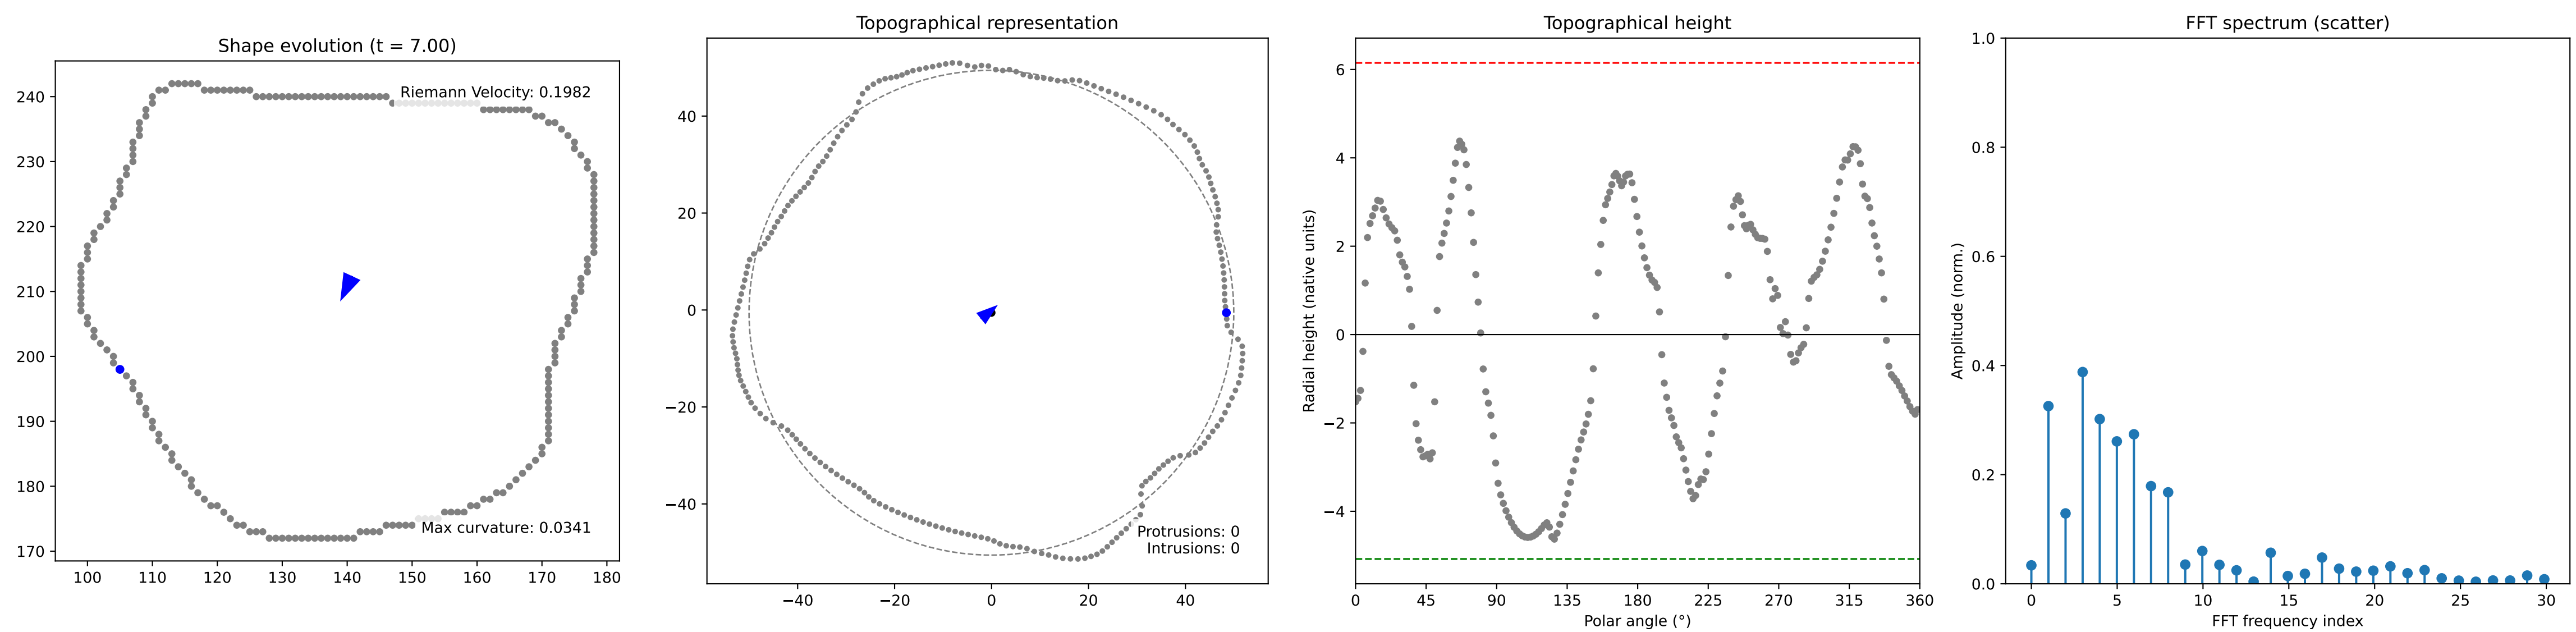 Shape evolution (t = 7.00)
Riemann Velocity: 0.1982
Max curvature: 0.0341
240
230
220
210
200
190
180
170
100 110 120 130 140 150 160 170 180
Topographical representation
Protrusions: 0
Intrusions: 0
40
20
0
−20
−40
−40 −20 0 20 40
Topographical height
Radial height (native units)
6
4
2
0
−2
−4
0 45 90 135 180 225 270 315 360
Polar angle (°)
FFT spectrum (scatter)
Amplitude (norm.)
1.0
0.8
0.6
0.4
0.2
0.0
0 5 10 15 20 25 30
FFT frequency index